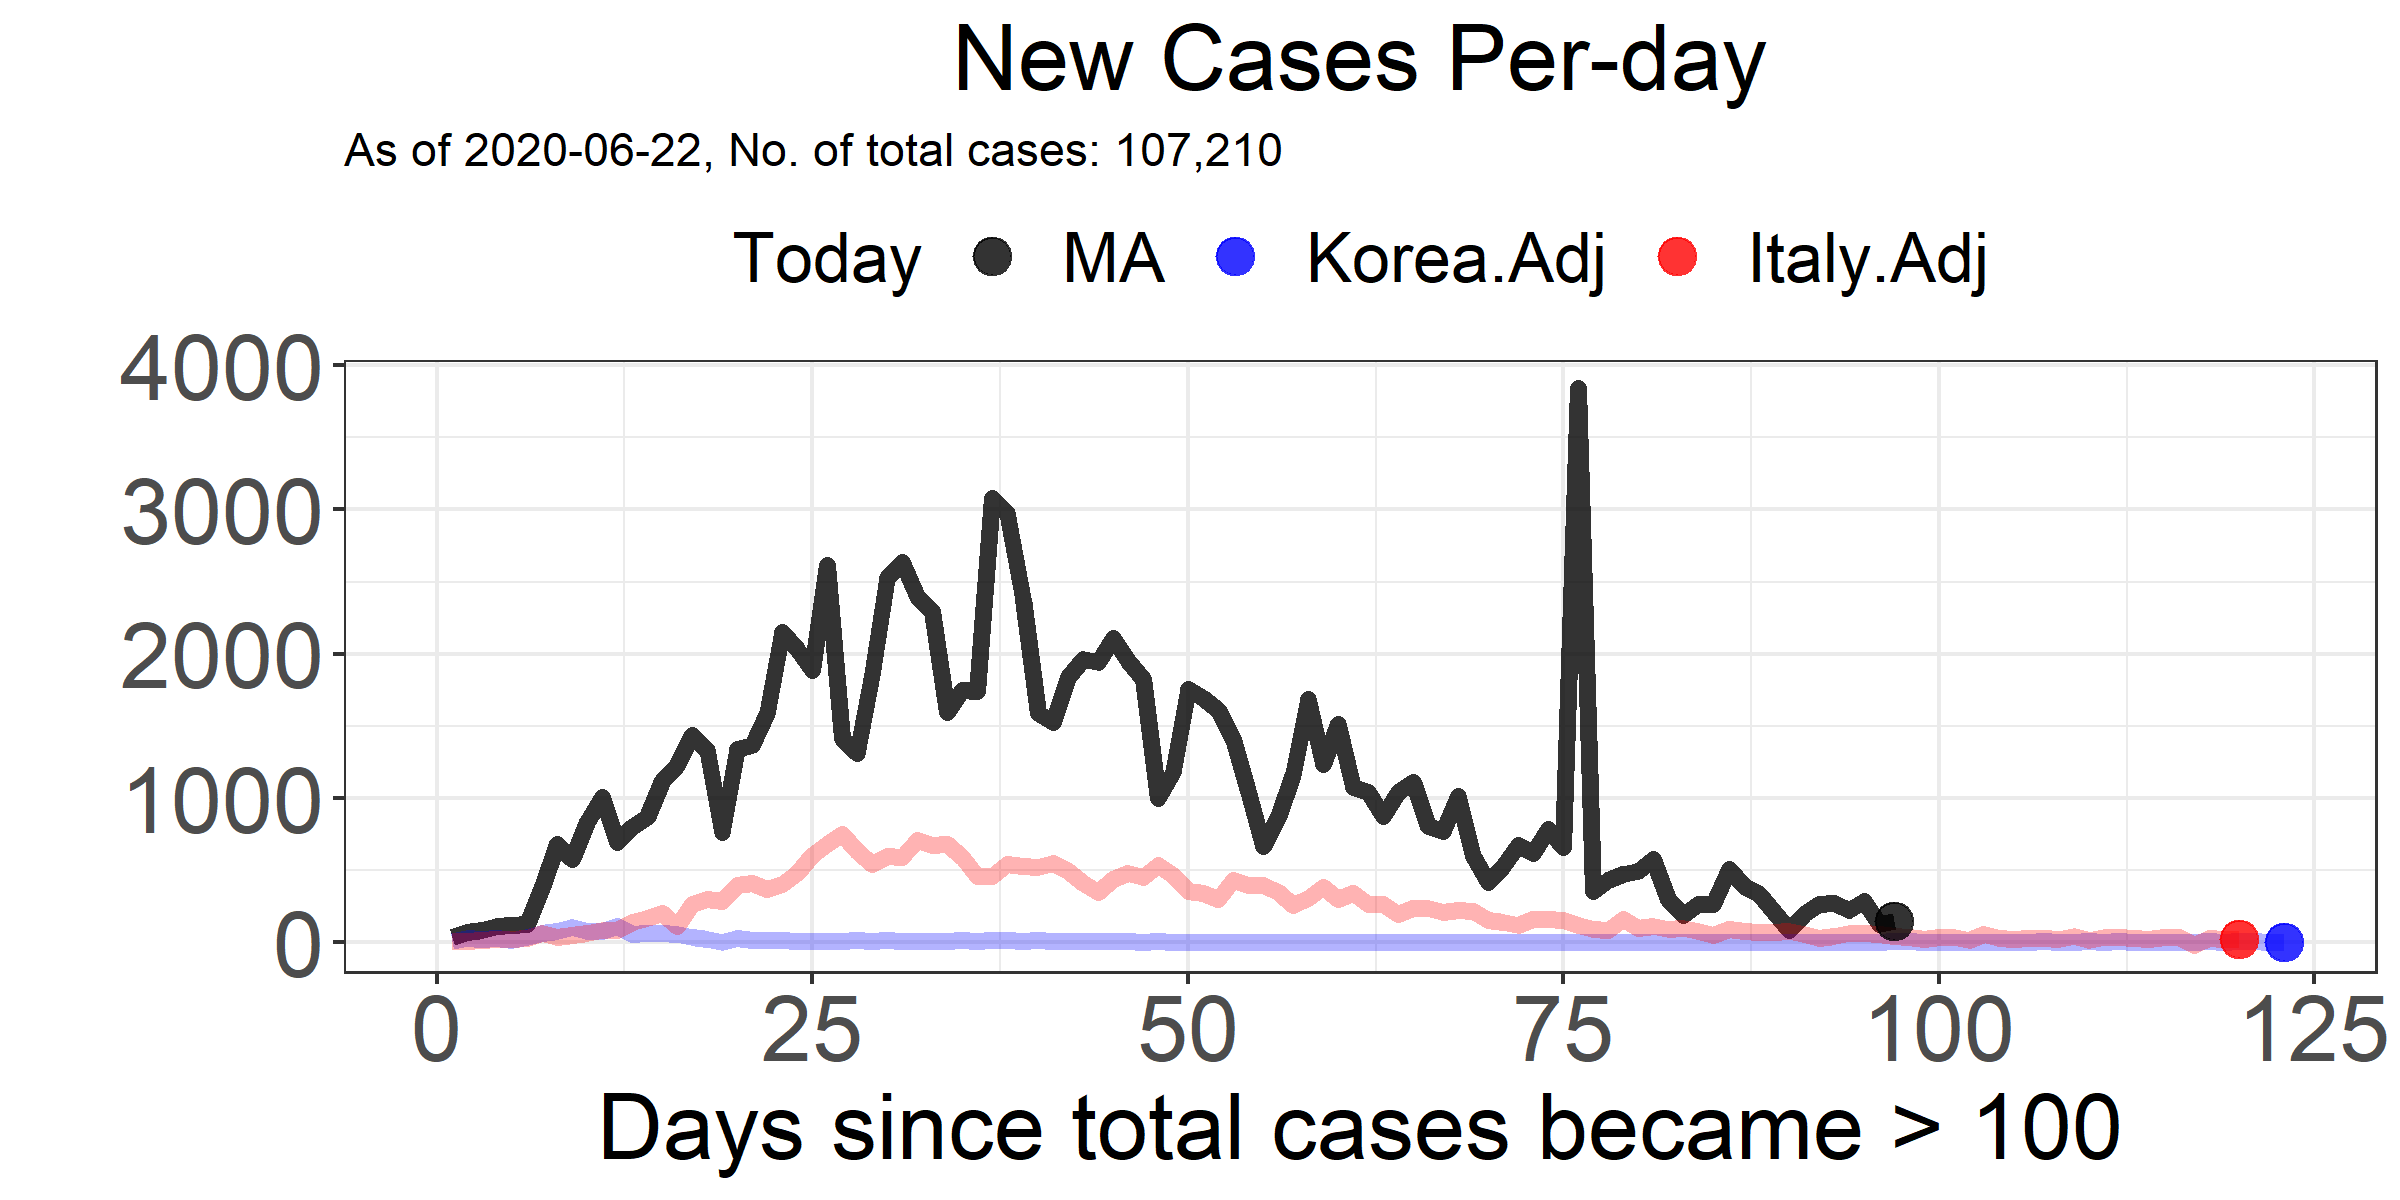 New Cases Per-day
As of 2020-06-22, No. of total cases: 107,210
Today MA Korea.Adj Italy.Adj
4000
3000
2000
1000
0
0 25 50 75 100 125
Days since total cases became > 100